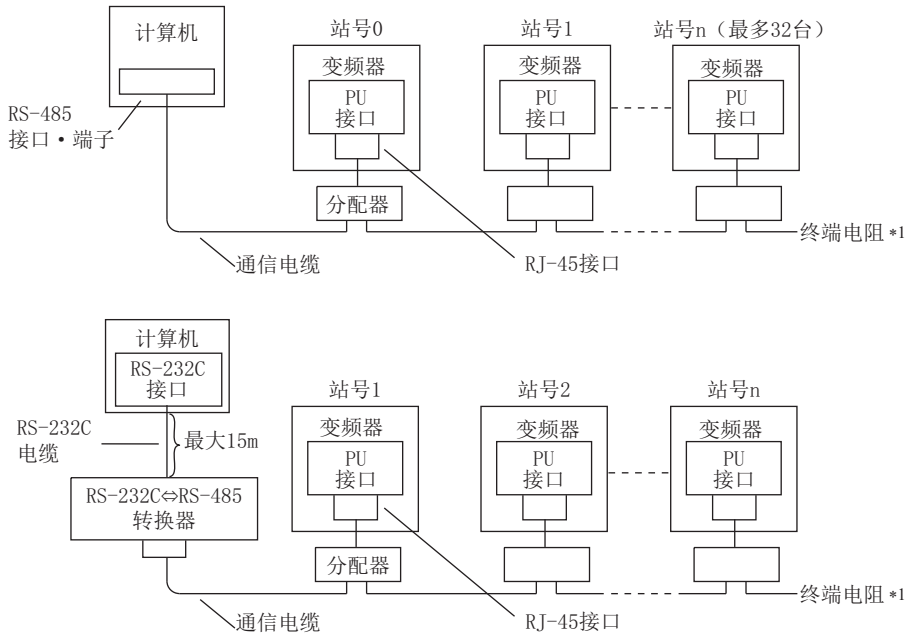 计算机
站号0
站号1
站号n（最多32台）
变频器
变频器
变频器
PU
接口
PU
接口
PU
接口
RS-485
接口・端子
分配器
终端电阻 *1
通信电缆
RJ-45接口
计算机
RS-232C
接口
站号1
站号2
站号n
RS-232C
电缆
最大15m
变频器
变频器
变频器
PU
接口
PU
接口
PU
接口
RS-232C⇔RS-485
转换器
分配器
终端电阻 *1
通信电缆
RJ-45接口